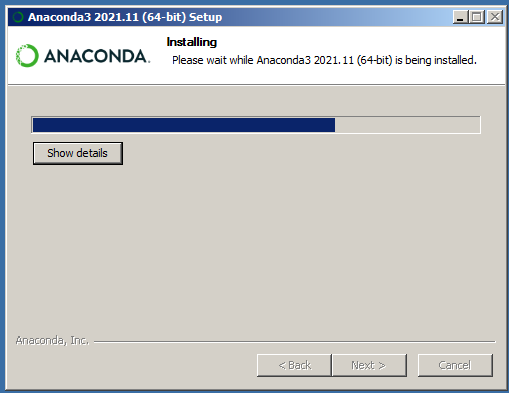 Anaconda3 2021.11 (64-bit) Setup
ANACONDA.
Installing
Please wait while Anaconda3 2021.11 (64-bit) is being installed.
Show details
Anaconda, Inc.
< Back
Next >
Cancel